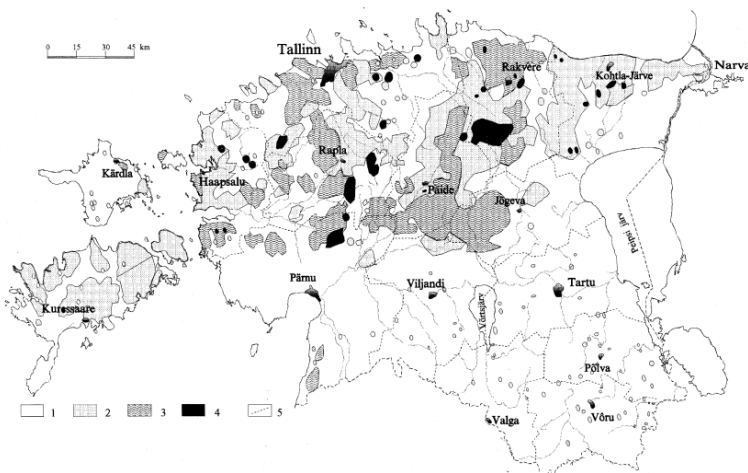 0 15 30 45 km
Tallinn
Rakvere
Kohtla-Järve
Narva
Rapla
Kärdla
Haapsalu
Paide
Jõgeva
Peipsi järv
Pärnu
Viljandi
Tartu
Võrtsjärv
Kuressaare
Põlva
1 2 3 4 5
Valga
Võru